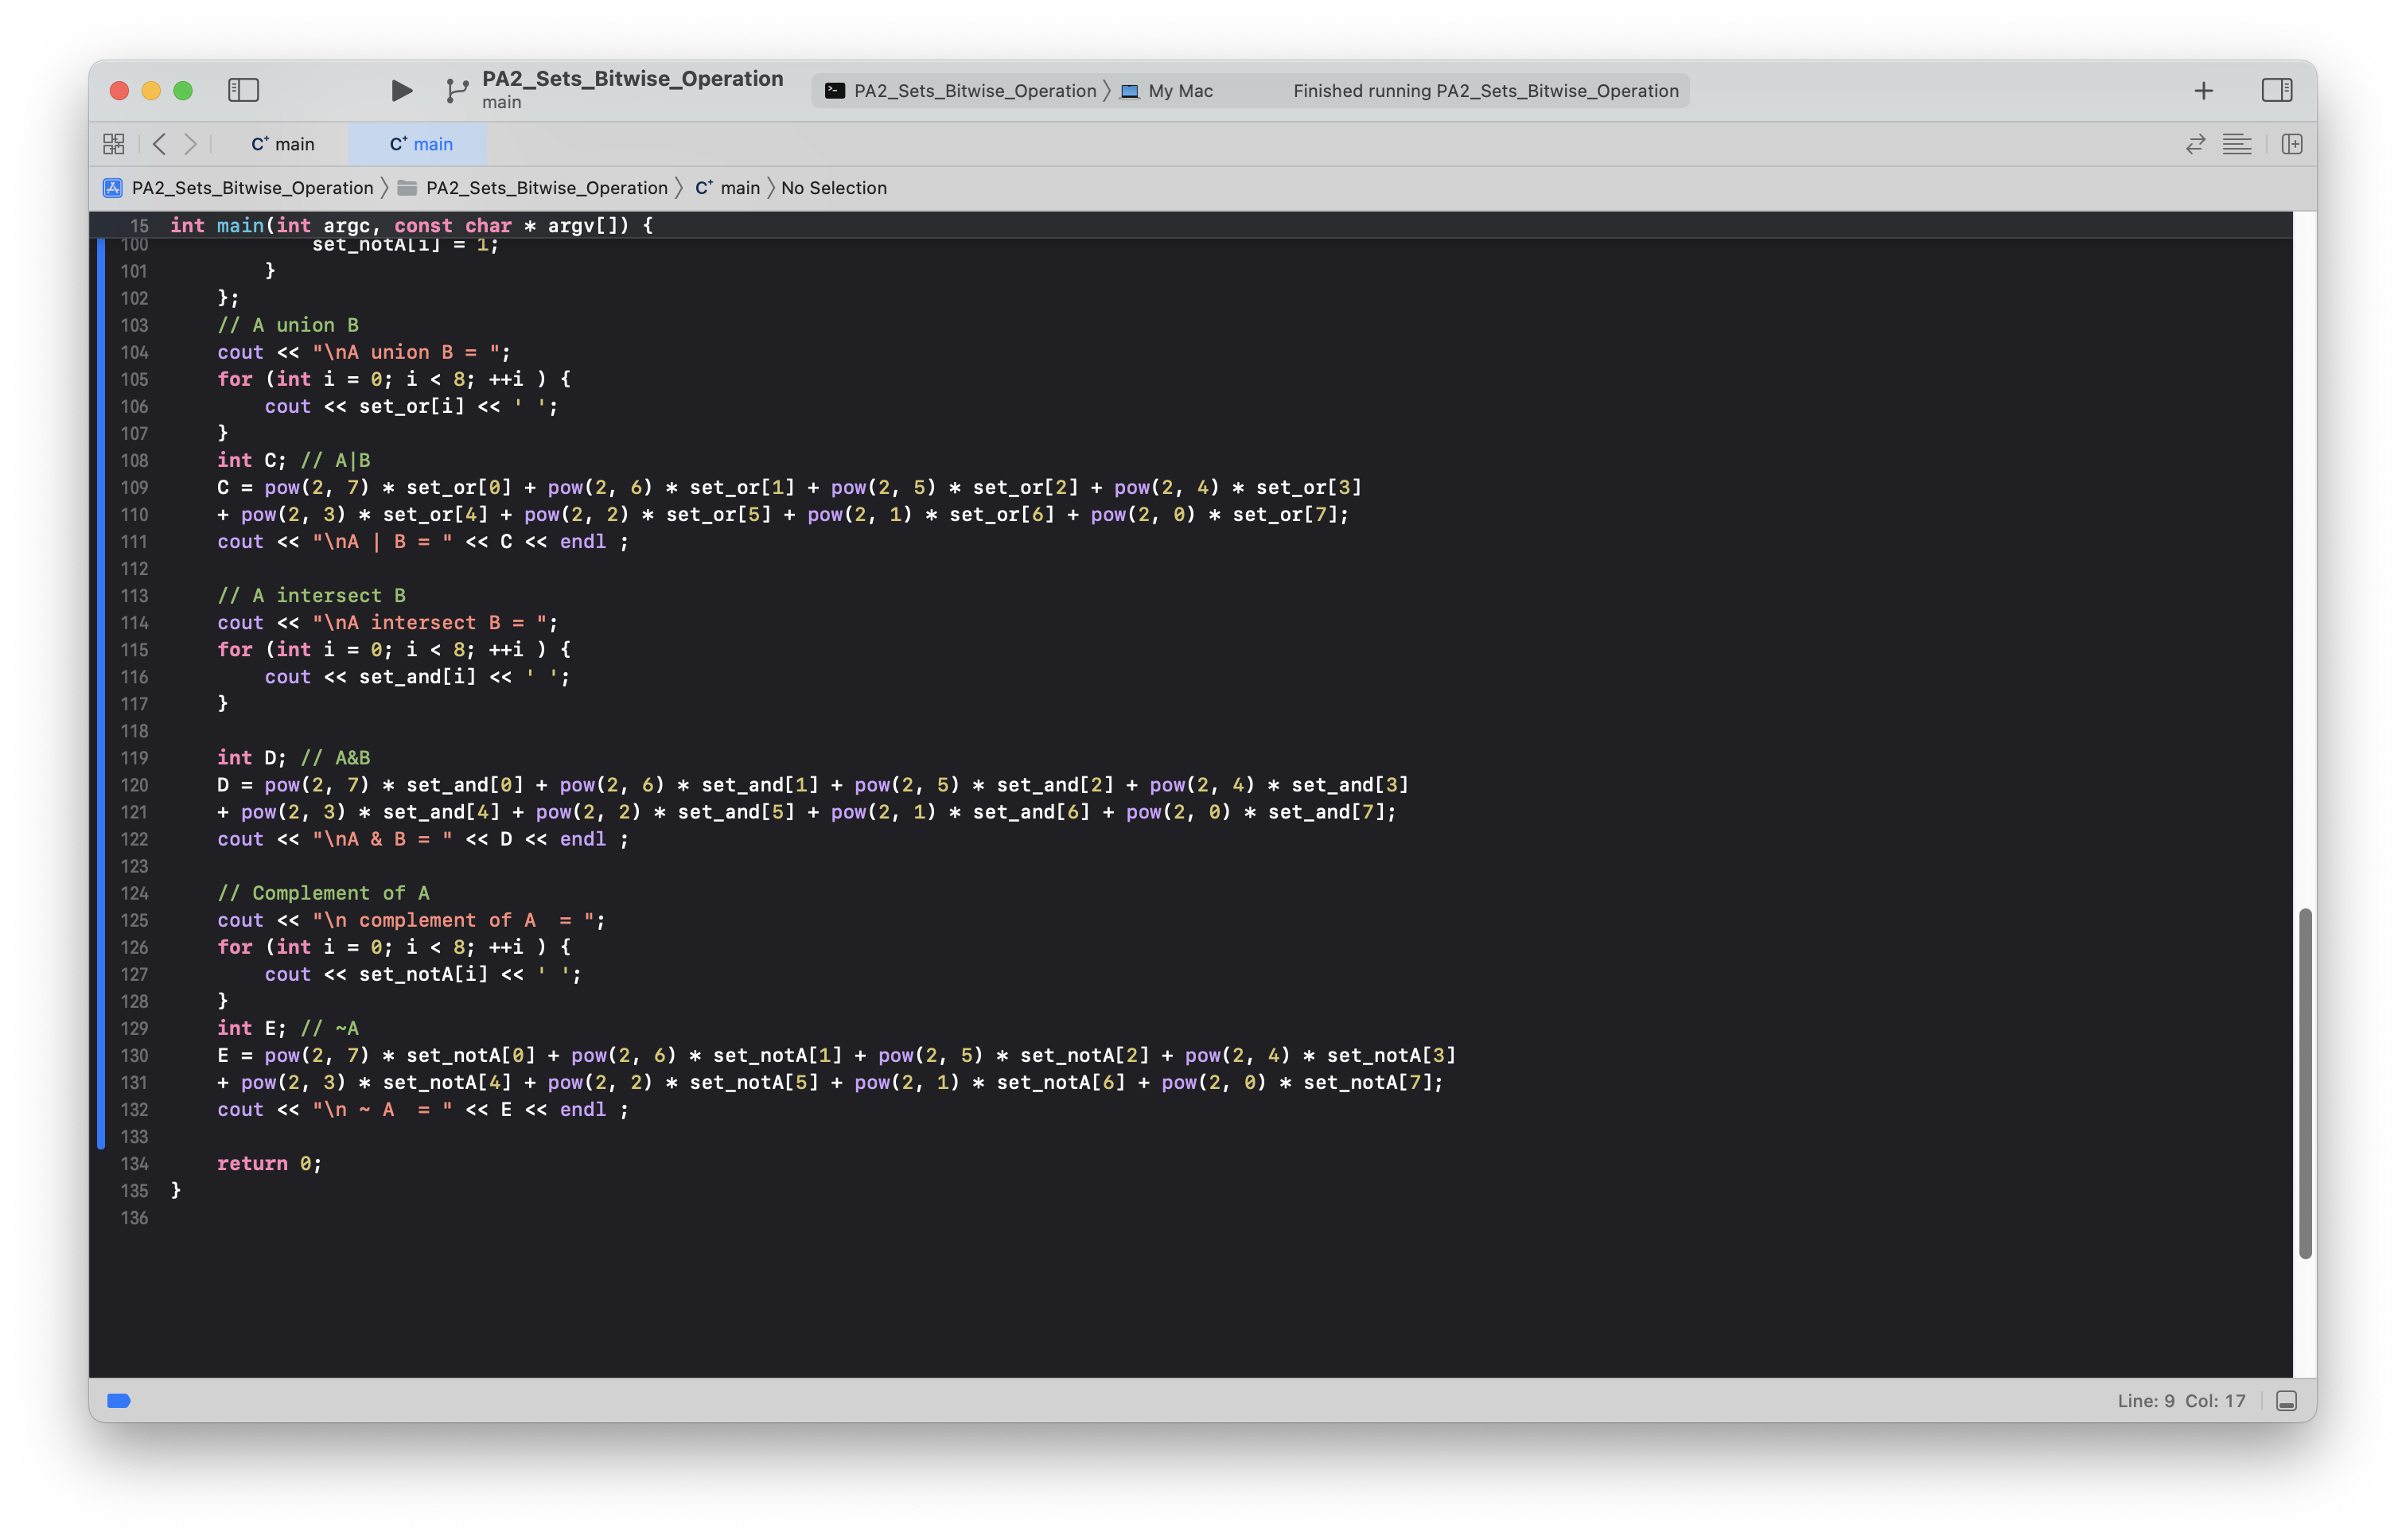 PA2_Sets_Bitwise_Operation
main
PA2_Sets_Bitwise_Operation 〉 My Mac
Finished running PA2_Sets_Bitwise_Operation
main
main
PA2_Sets_Bitwise_Operation 〉 PA2_Sets_Bitwise_Operation 〉 C+ main 〉 No Selection
15 int main(int argc, const char * argv[]) {
100             set_notA[i] = 1;
101         }
102     };
103     // A union B
104     cout << "\nA union B = ";
105     for (int i = 0; i < 8; ++i ) {
106         cout << set_or[i] << ' ';
107     }
108     int C; // A|B
109     C = pow(2, 7) * set_or[0] + pow(2, 6) * set_or[1] + pow(2, 5) * set_or[2] + pow(2, 4) * set_or[3]
110     + pow(2, 3) * set_or[4] + pow(2, 2) * set_or[5] + pow(2, 1) * set_or[6] + pow(2, 0) * set_or[7];
111     cout << "\nA | B = " << C << endl ;
112
113     // A intersect B
114     cout << "\nA intersect B = ";
115     for (int i = 0; i < 8; ++i ) {
116         cout << set_and[i] << ' ';
117     }
118
119     int D; // A&B
120     D = pow(2, 7) * set_and[0] + pow(2, 6) * set_and[1] + pow(2, 5) * set_and[2] + pow(2, 4) * set_and[3]
121     + pow(2, 3) * set_and[4] + pow(2, 2) * set_and[5] + pow(2, 1) * set_and[6] + pow(2, 0) * set_and[7];
122     cout << "\nA & B = " << D << endl ;
123
124     // Complement of A
125     cout << "\n complement of A  = ";
126     for (int i = 0; i < 8; ++i ) {
127         cout << set_notA[i] << ' ';
128     }
129     int E; // ~A
130     E = pow(2, 7) * set_notA[0] + pow(2, 6) * set_notA[1] + pow(2, 5) * set_notA[2] + pow(2, 4) * set_notA[3]
131     + pow(2, 3) * set_notA[4] + pow(2, 2) * set_notA[5] + pow(2, 1) * set_notA[6] + pow(2, 0) * set_notA[7];
132     cout << "\n ~ A  = " << E << endl ;
133
134     return 0;
135 }
136
Line: 9  Col: 17